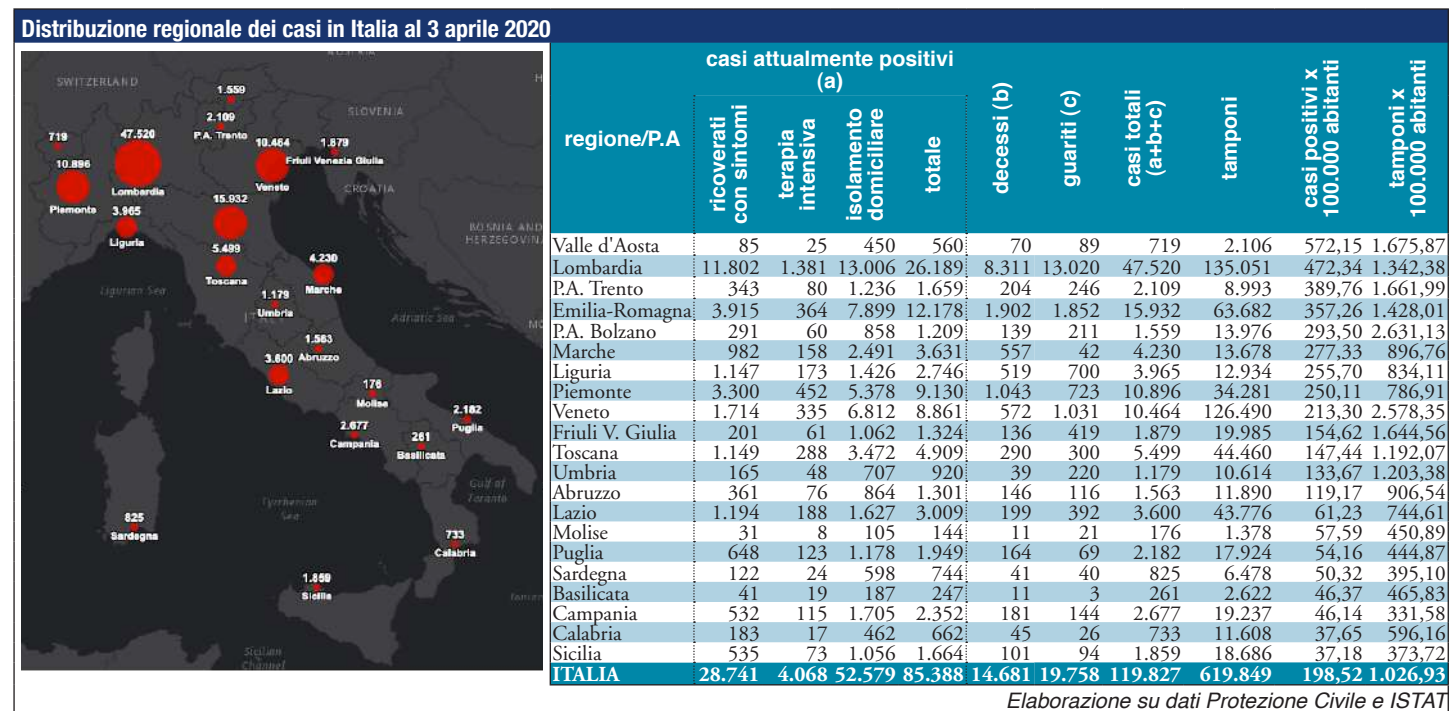 Distribuzione regionale dei casi in Italia al 3 aprile 2020
SWITZERLAND
SLOVENIA
CROATIA
BOSNIA AND
HERZEGOVINA
Ligurian Sea
Adriatic Sea
Tyrrhenian
Sea
Gulf of
Taranto
Sicilian
Channel
1.559
2.109
P.A. Trento
719
47.520
Lombardia
10.464
Veneto
1.879
Friuli Venezia Giulia
10.896
Piemonte
15.932
3.965
Liguria
5.499
Toscana
4.230
Marche
1.179
Umbria
1.563
Abruzzo
3.600
Lazio
176
Molise
2.182
Puglia
2.677
Campania
261
Basilicata
825
Sardegna
733
Calabria
1.859
Sicilia
regione/P.A
casi attualmente positivi
(a)
ricoverati
con sintomi
terapia
intensiva
isolamento
domiciliare
totale
decessi (b)
guariti (c)
casi totali
(a+b+c)
tamponi
casi positivi x
100.000 abitanti
tamponi x
100.000 abitanti
Valle d'Aosta 85 25 450 560 70 89 719 2.106 572,15 1.675,87
Lombardia 11.802 1.381 13.006 26.189 8.311 13.020 47.520 135.051 472,34 1.342,38
P.A. Trento 343 80 1.236 1.659 204 246 2.109 8.993 389,76 1.661,99
Emilia-Romagna 3.915 364 7.899 12.178 1.902 1.852 15.932 63.682 357,26 1.428,01
P.A. Bolzano 291 60 858 1.209 139 211 1.559 13.976 293,50 2.631,13
Marche 982 158 2.491 3.631 557 42 4.230 13.678 277,33 896,76
Liguria 1.147 173 1.426 2.746 519 700 3.965 12.934 255,70 834,11
Piemonte 3.300 452 5.378 9.130 1.043 723 10.896 34.281 250,11 786,91
Veneto 1.714 335 6.812 8.861 572 1.031 10.464 126.490 213,30 2.578,35
Friuli V. Giulia 201 61 1.062 1.324 136 419 1.879 19.985 154,62 1.644,56
Toscana 1.149 288 3.472 4.909 290 300 5.499 44.460 147,44 1.192,07
Umbria 165 48 707 920 39 220 1.179 10.614 133,67 1.203,38
Abruzzo 361 76 864 1.301 146 116 1.563 11.890 119,17 906,54
Lazio 1.194 188 1.627 3.009 199 392 3.600 43.776 61,23 744,61
Molise 31 8 105 144 11 21 176 1.378 57,59 450,89
Puglia 648 123 1.178 1.949 164 69 2.182 17.924 54,16 444,87
Sardegna 122 24 598 744 41 40 825 6.478 50,32 395,10
Basilicata 41 19 187 247 11 3 261 2.622 46,37 465,83
Campania 532 115 1.705 2.352 181 144 2.677 19.237 46,14 331,58
Calabria 183 17 462 662 45 26 733 11.608 37,65 596,16
Sicilia 535 73 1.056 1.664 101 94 1.859 18.686 37,18 373,72
ITALIA 28.741 4.068 52.579 85.388 14.681 19.758 119.827 619.849 198,52 1.026,93
Elaborazione su dati Protezione Civile e ISTAT